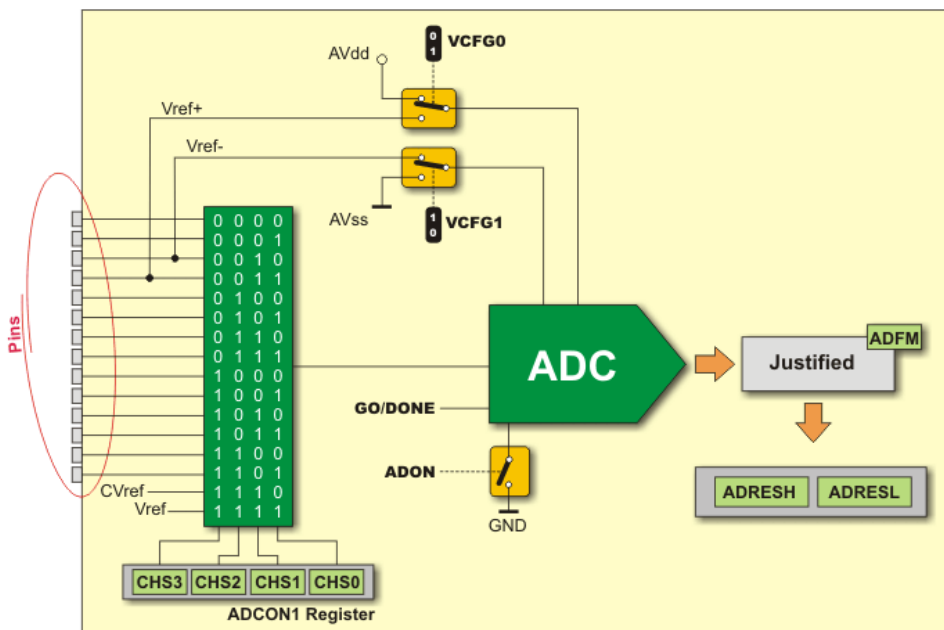 0
1
VCFG0
AVdd
Vref+
Vref-
AVss
1
0
VCFG1
Pins
0 0 0 0
0 0 0 1
0 0 1 0
0 0 1 1
0 1 0 0
0 1 0 1
0 1 1 0
0 1 1 1
1 0 0 0
1 0 0 1
1 0 1 0
1 0 1 1
1 1 0 0
1 1 0 1
CVref 1 1 1 0
Vref 1 1 1 1
ADC
ADFM
Justified
GO/DONE
ADON
GND
ADRESH ADRESL
CHS3 CHS2 CHS1 CHS0
ADCON1 Register